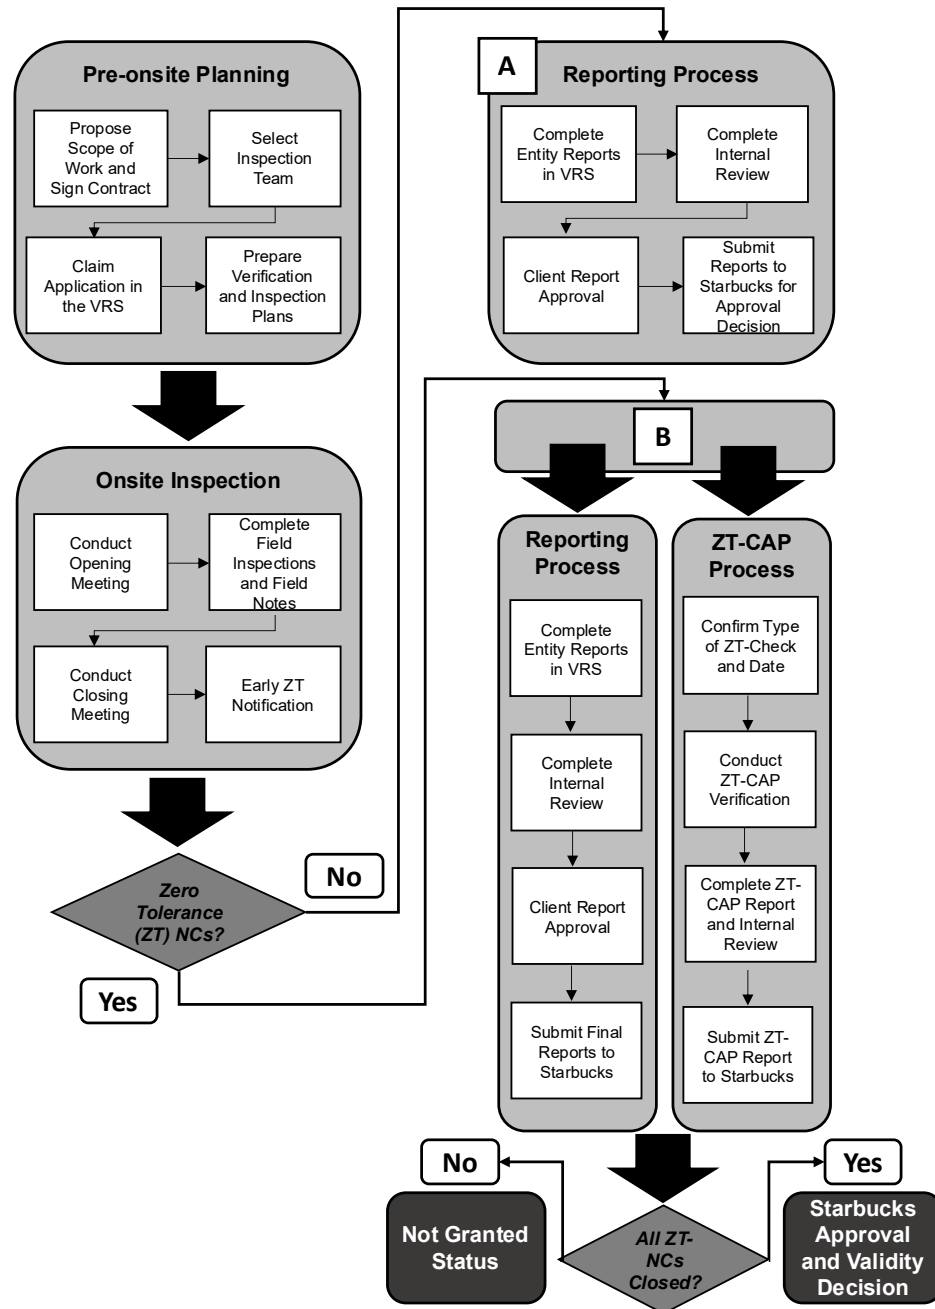 Pre-onsite Planning
Propose
Scope of
Work and
Sign Contract
Select
Inspection
Team
Claim
Application in
the VRS
Prepare
Verification
and Inspection
Plans
Onsite Inspection
Conduct
Opening
Meeting
Complete
Field
Inspections
and Field
Notes
Conduct
Closing
Meeting
Early ZT
Notification
Zero
Tolerance
(ZT) NCs?
No
Yes
A
Reporting Process
Complete
Entity Reports
in VRS
Complete
Internal
Review
Client Report
Approval
Submit
Reports to
Starbucks for
Approval
Decision
B
Reporting
Process
Complete
Entity Reports
in VRS
Complete
Internal
Review
Client Report
Approval
Submit Final
Reports to
Starbucks
ZT-CAP
Process
Confirm Type
of ZT-Check
and Date
Conduct
ZT-CAP
Verification
Complete ZT-
CAP Report
and Internal
Review
Submit ZT-
CAP Report
to Starbucks
All ZT-
NCs
Closed?
No
Not Granted
Status
Yes
Starbucks
Approval
and Validity
Decision